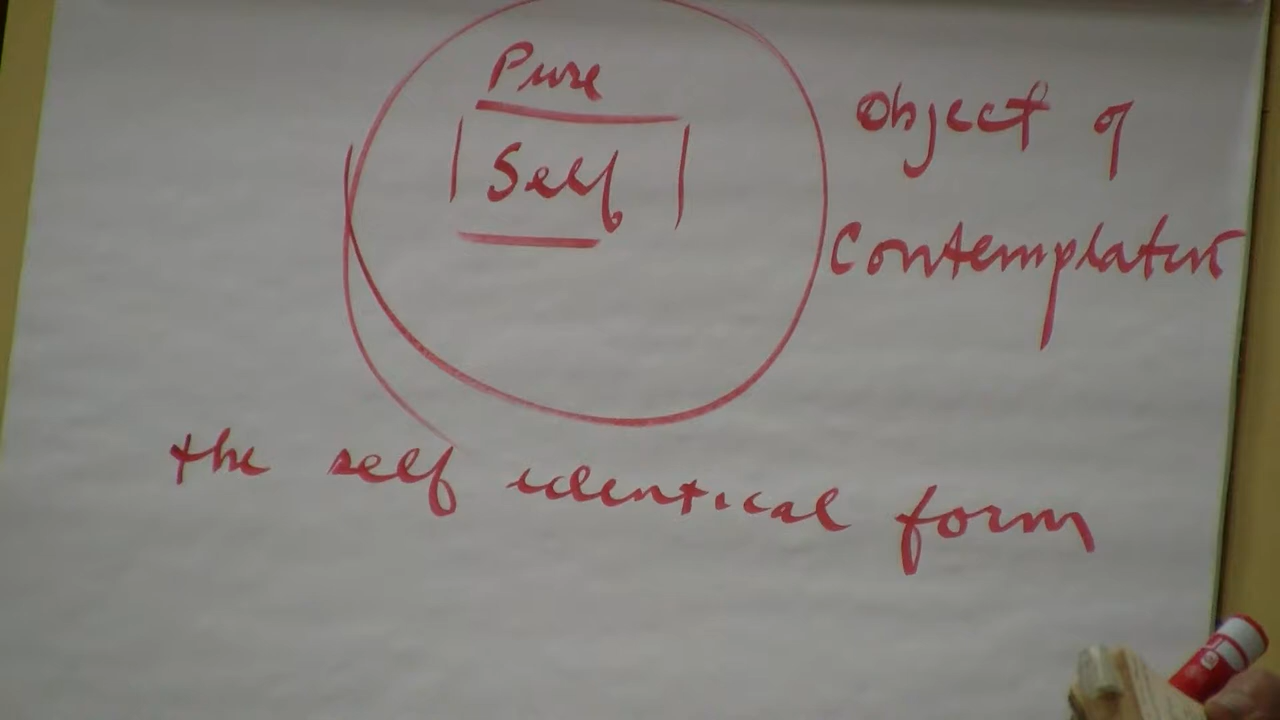 Pure
Self
Object of
Contemplation
the self identical form